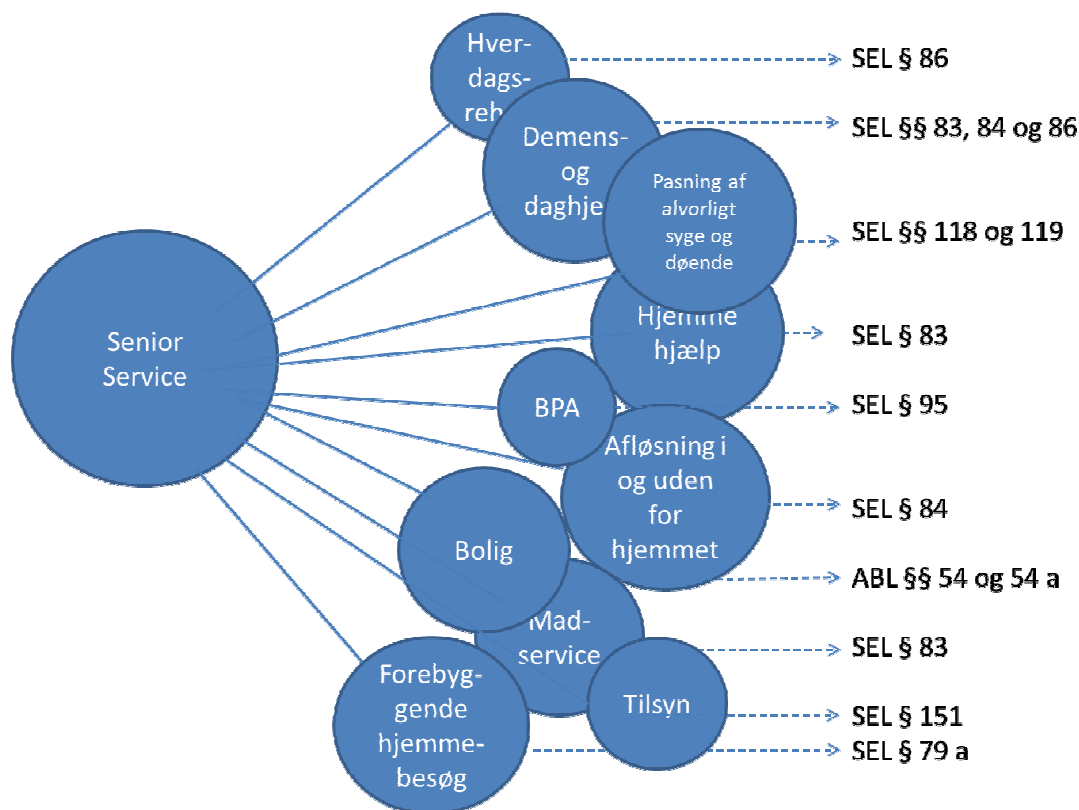 Hver-
dags-
reh
SEL § 86
Demens-
og
daghje
SEL §§ 83, 84 og 86
Pasning af
alvorligt
syge og
døende
SEL §§ 118 og 119
Senior
Service
Hjemme
hjælp
SEL § 83
BPA
SEL § 95
Afløsning i
og uden
for
hjemmet
SEL § 84
Bolig
ABL §§ 54 og 54 a
Mad-
service
SEL § 83
Tilsyn
SEL § 151
Forebyg-
gende
hjemme-
besøg
SEL § 79 a